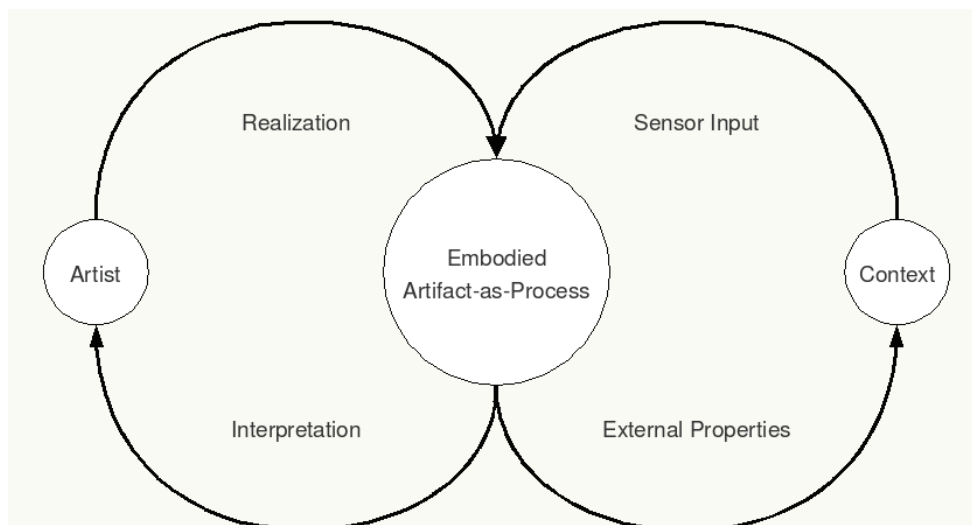 Realization
Sensor Input
Artist
Embodied
Artifact-as-Process
Context
Interpretation
External Properties